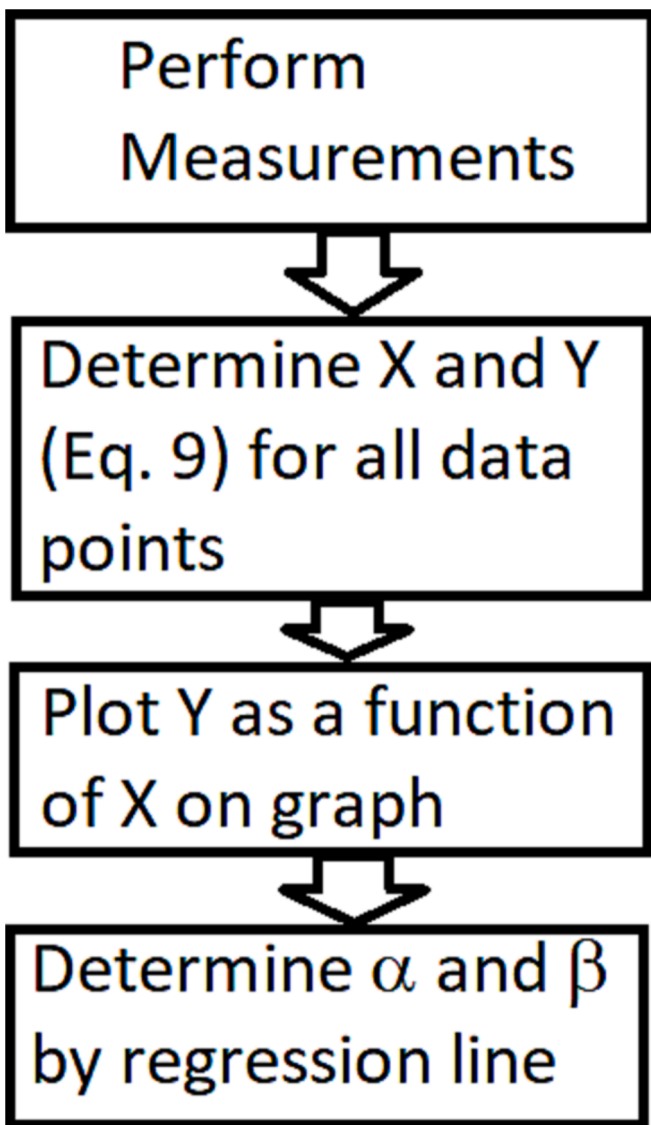 Perform
Measurements
Determine X and Y
(Eq. 9) for all data
points
Plot Y as a function
of X on graph
Determine α and β
by regression line